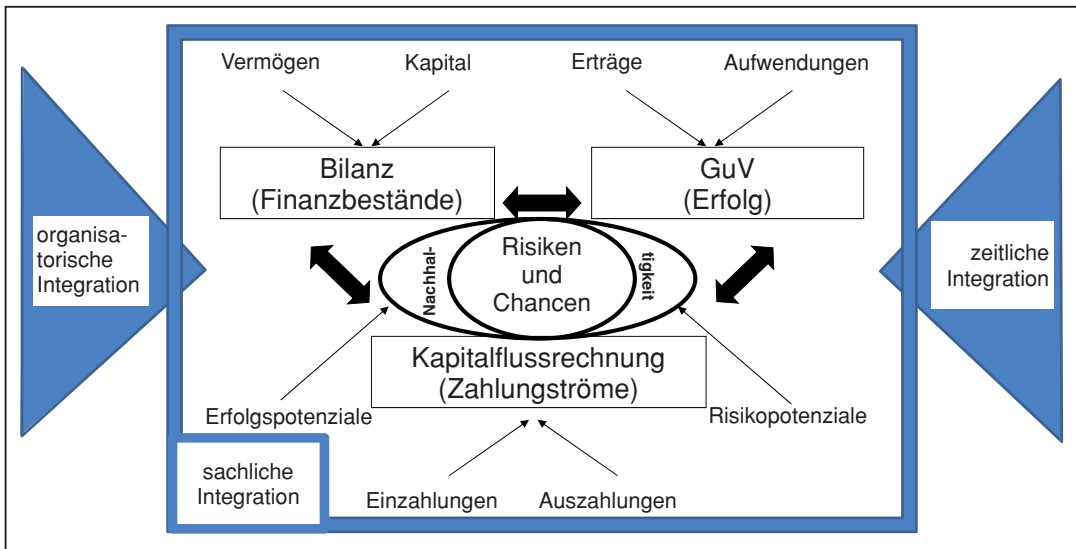 Vermögen
Kapital
Erträge
Aufwendungen
Bilanz
(Finanzbestände)
GuV
(Erfolg)
organisa-
torische
Integration
zeitliche
Integration
Nachhal-
Risiken
und
Chancen
tigkeit
Kapitalflussrechnung
(Zahlungströme)
Erfolgspotenziale
Risikopotenziale
sachliche
Integration
Einzahlungen
Auszahlungen